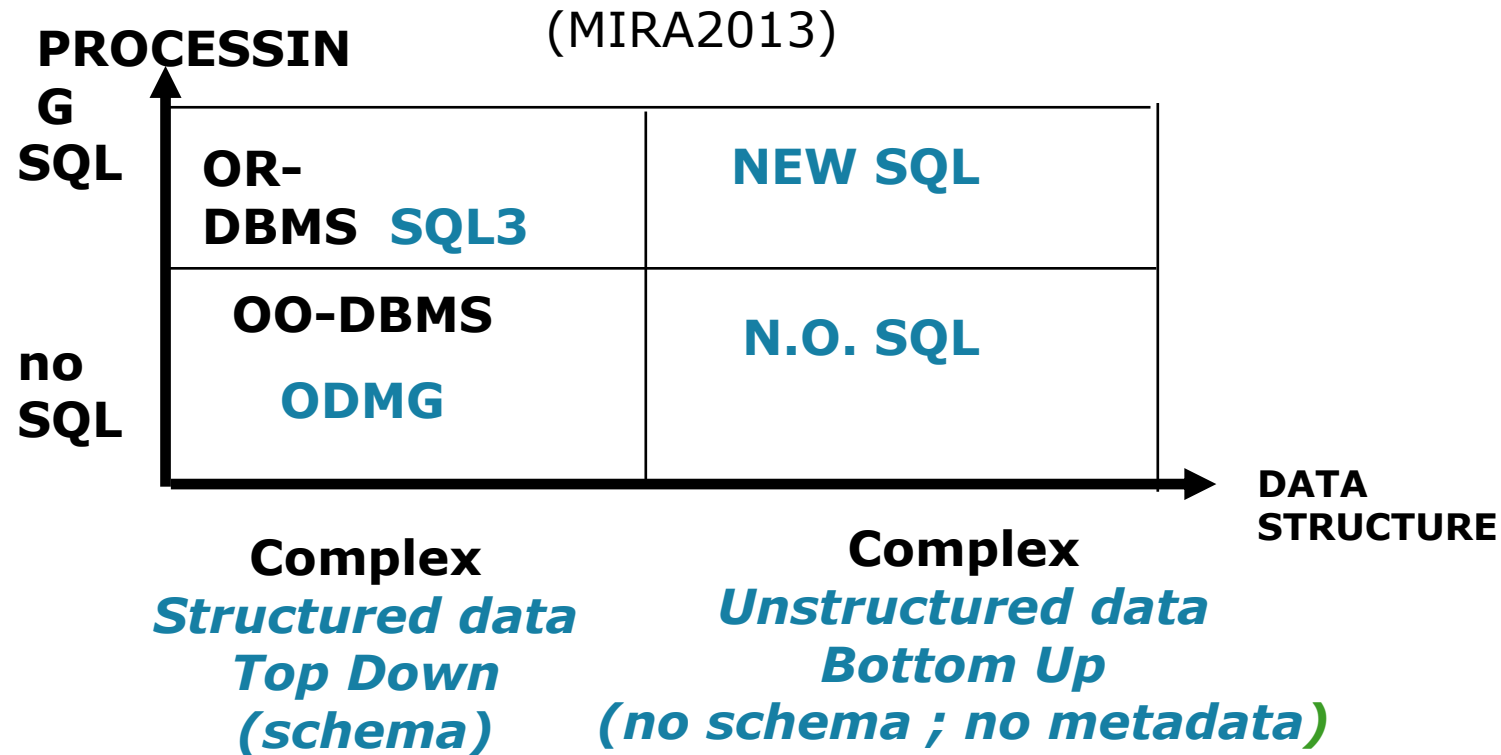 (MIRA2013)
PROCESSIN
G
SQL
OR-
DBMS SQL3
NEW SQL
no
SQL
OO-DBMS
ODMG
N.O. SQL
DATA
STRUCTURE
Complex
Structured data
Top Down
(schema)
Complex
Unstructured data
Bottom Up
(no schema ; no metadata)